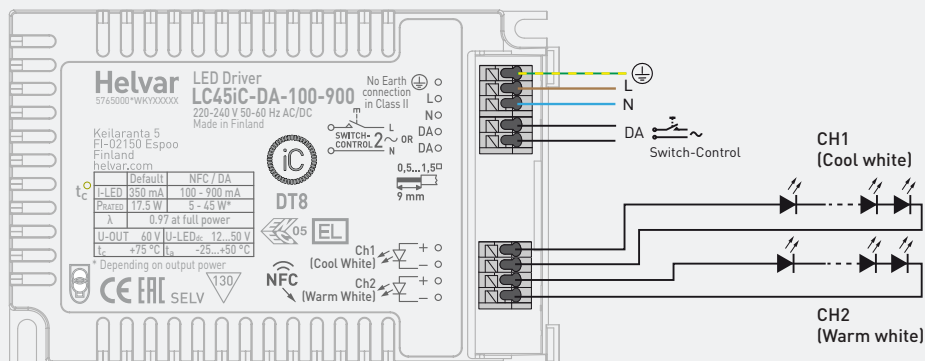 Helvar
5765000*WKYXXXXX
LED Driver
LC45iC-DA-100-900
220-240 V 50-60 Hz AC/DC
Made in Finland
Keilaranta 5
FI-02150 Espoo
Finland
helvar.com
tc
Default NFC / DA
I-LED 350 mA 100 - 900 mA
PRATED 17.5 W 5 - 45 W*
λ 0.97 at full power
U-OUT 60 V U-LEDdc 12...50 V
tc +75 °C ta -25...+50 °C
* Depending on output power
CE EAC SELV 130
iC
DT8
05 EL
NFC
No Earth
connection
in Class II
L
N
DA
DA
m
L
SWITCH-
CONTROL 2 ~ OR
N
0,5...1,5□
9 mm
Ch1
(Cool White)
+
-
Ch2
(Warm White)
+
-
L
N
DA
~
Switch-Control
CH1
(Cool white)
CH2
(Warm white)